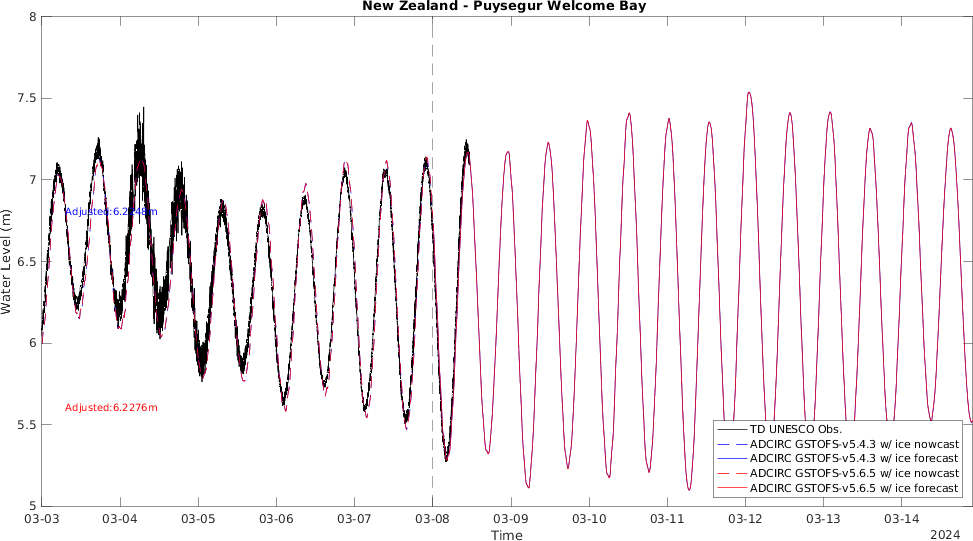 New Zealand - Puysegur Welcome Bay
8
7.5
7
6.5
6
5.5
5
Water Level (m)
Adjusted:6.2248m
Adjusted:6.2276m
TD UNESCO Obs.
ADCIRC GSTOFS-v5.4.3 w/ ice nowcast
ADCIRC GSTOFS-v5.4.3 w/ ice forecast
ADCIRC GSTOFS-v5.6.5 w/ ice nowcast
ADCIRC GSTOFS-v5.6.5 w/ ice forecast
03-03 03-04 03-05 03-06 03-07 03-08 03-09 03-10 03-11 03-12 03-13 03-14
Time
2024